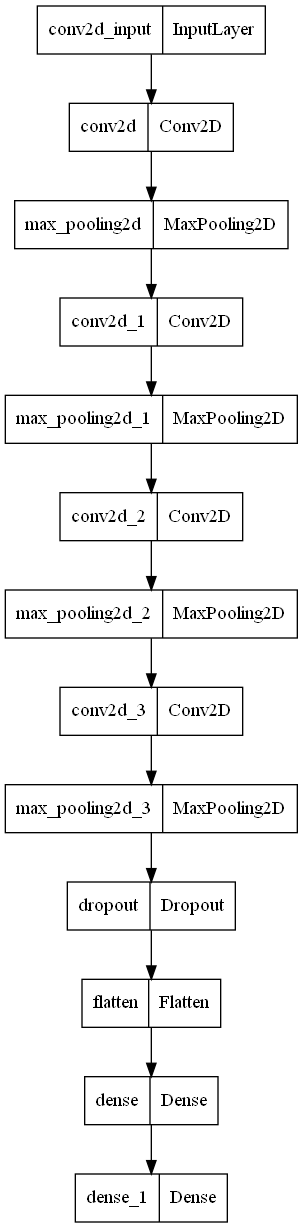 conv2d_input InputLayer
conv2d Conv2D
max_pooling2d MaxPooling2D
conv2d_1 Conv2D
max_pooling2d_1 MaxPooling2D
conv2d_2 Conv2D
max_pooling2d_2 MaxPooling2D
conv2d_3 Conv2D
max_pooling2d_3 MaxPooling2D
dropout Dropout
flatten Flatten
dense Dense
dense_1 Dense